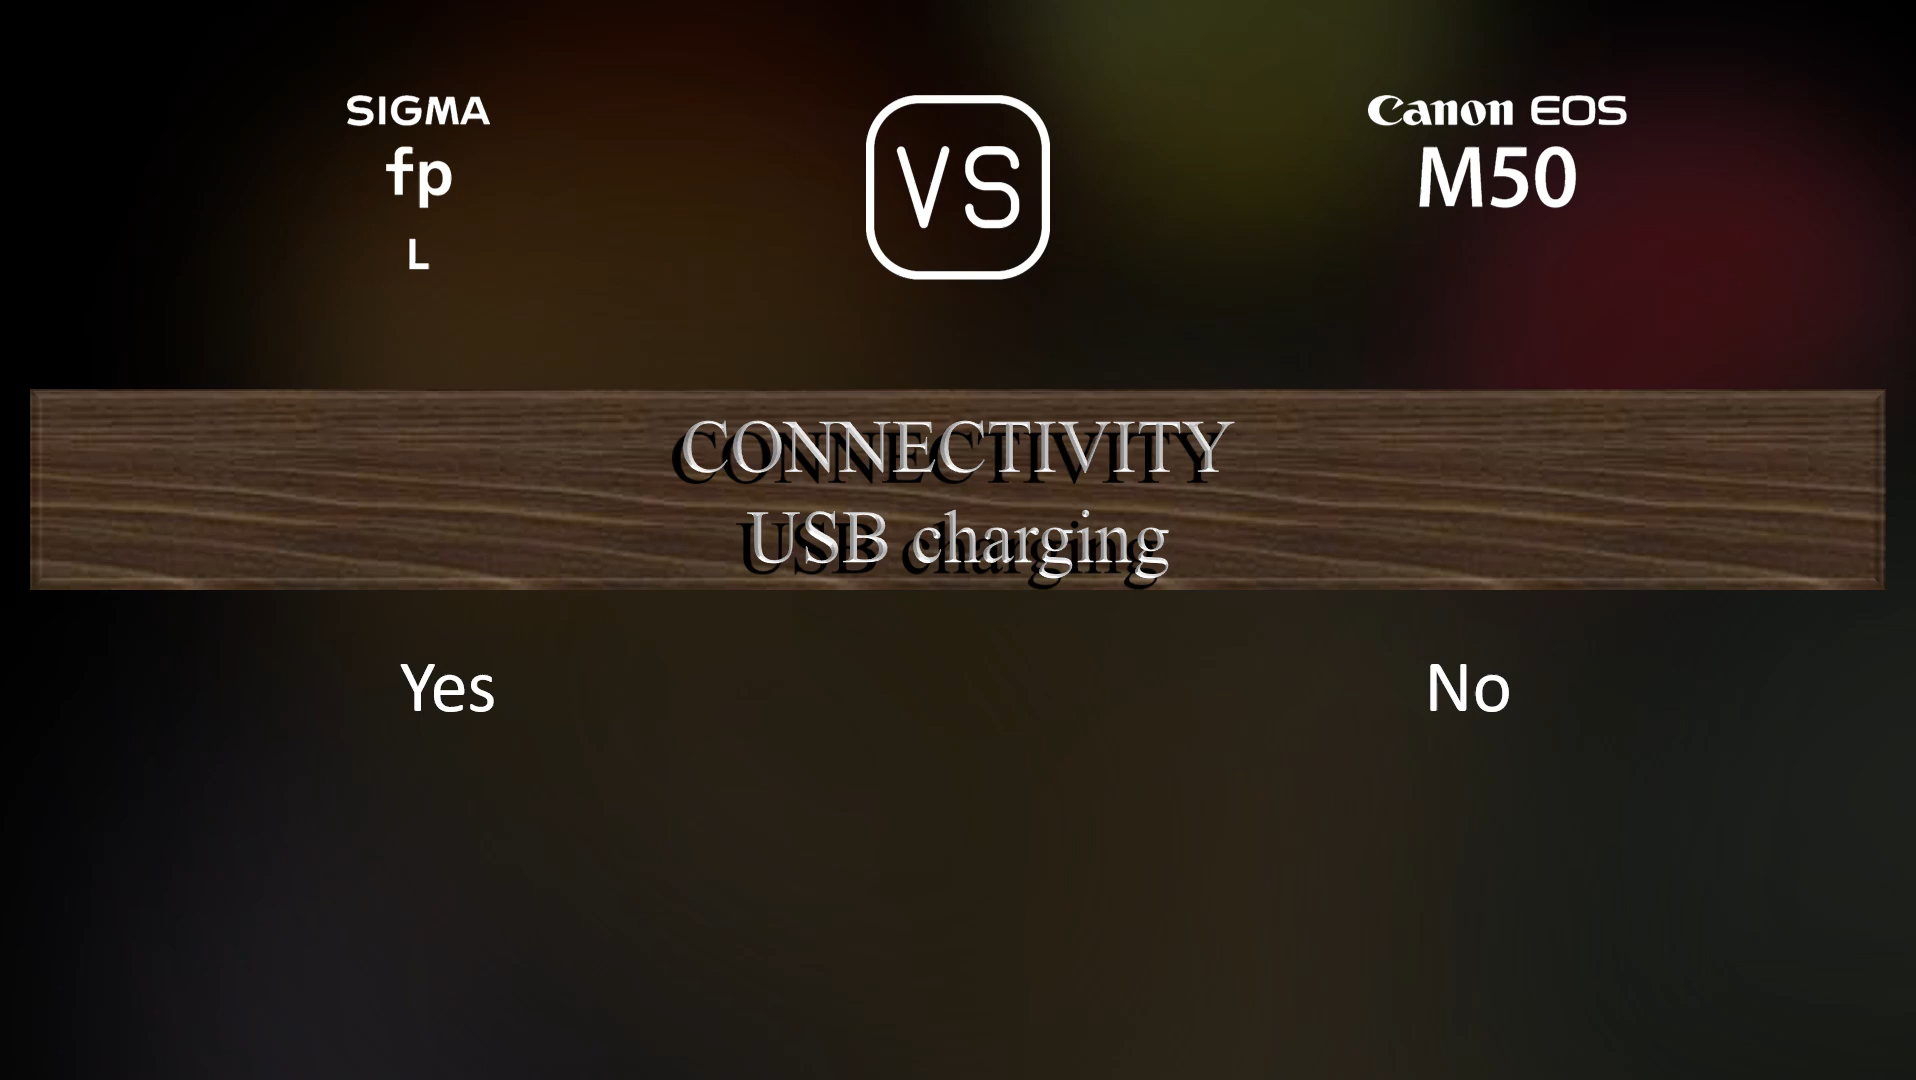 SIGMA
fp
L
VS
Canon EOS
M50
CONNECTIVITY
USB charging
Yes
No